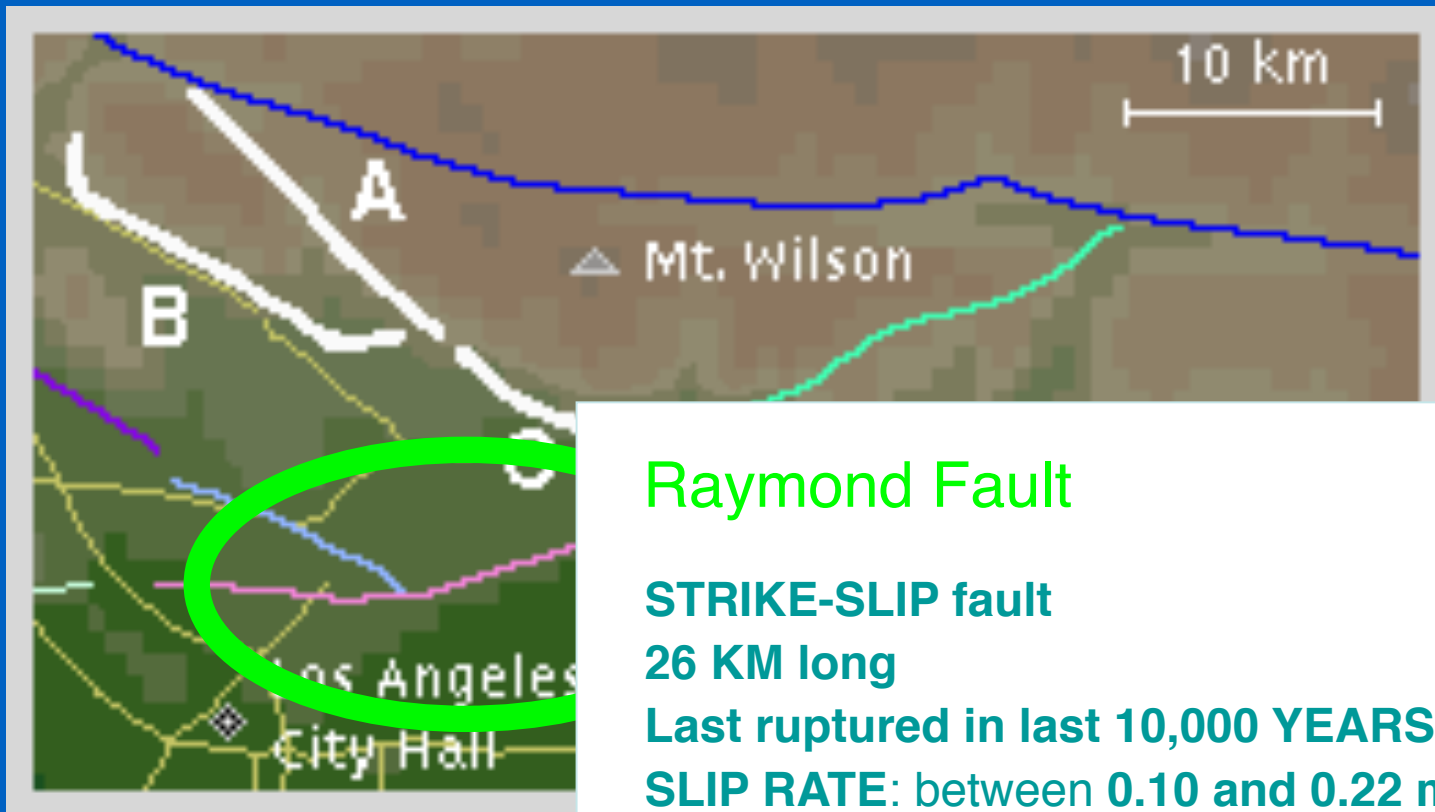 10 km
A
Mt. Wilson
B
Raymond Fault
STRIKE-SLIP fault
26 KM long
Los Angeles
City Hall
Last ruptured in last 10,000 YEARS
SLIP RATE: between 0.10 and 0.22